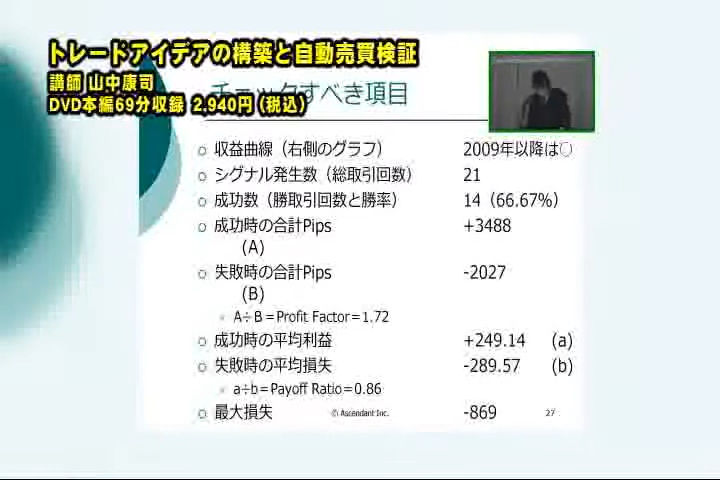 トレードアイデアの構築と自動売買検証
講師 山中康司
DVD本編69分収録 2,940円（税込）
チェックすべき項目
収益曲線（右側のグラフ） 2009年以降は○
シグナル発生数（総取引回数） 21
成功数（勝取引回数と勝率） 14（66.67%）
成功時の合計Pips +3488
(A)
失敗時の合計Pips -2027
(B)
A÷B＝Profit Factor＝1.72
成功時の平均利益 +249.14 (a)
失敗時の平均損失 -289.57 (b)
a÷b＝Payoff Ratio＝0.86
最大損失 -869
© Ascendant Inc. 27